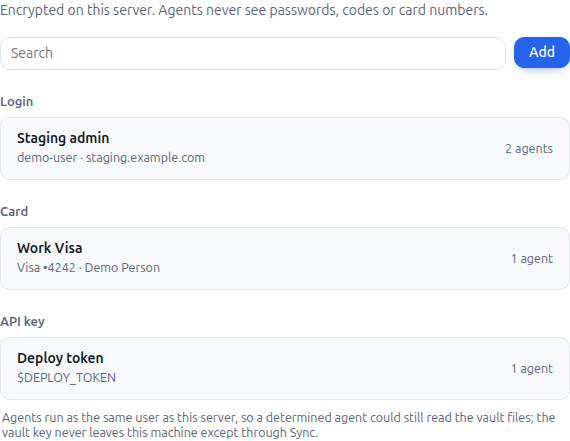 Encrypted on this server. Agents never see passwords, codes or card numbers.
Search
Add
Login
Staging admin
demo-user · staging.example.com
2 agents
Card
Work Visa
Visa •4242 · Demo Person
1 agent
API key
Deploy token
$DEPLOY_TOKEN
1 agent
Agents run as the same user as this server, so a determined agent could still read the vault files; the
vault key never leaves this machine except through Sync.